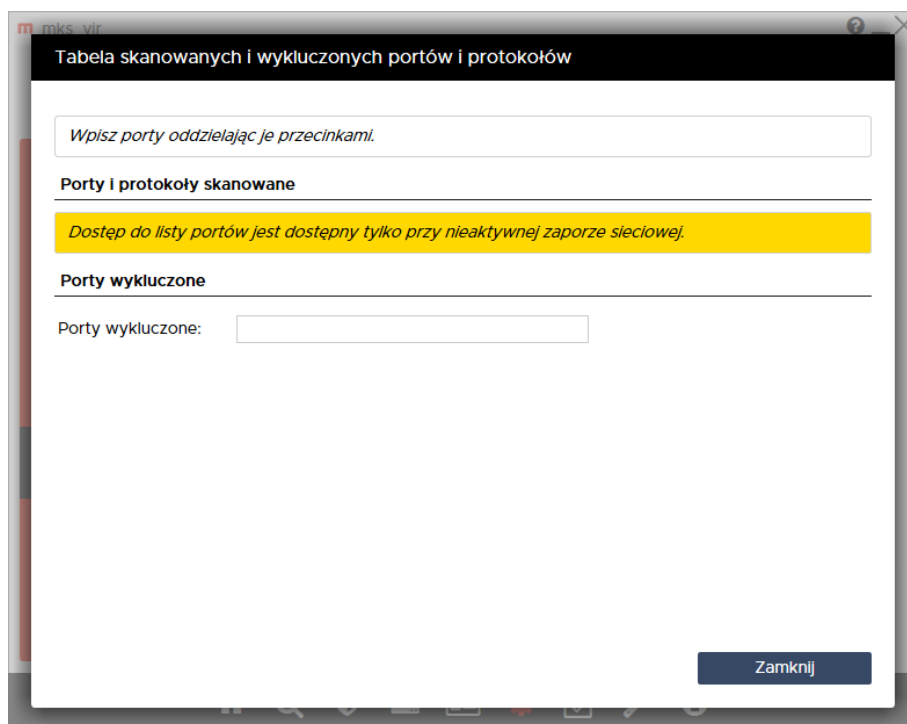 mks_vir
Tabela skanowanych i wykluczonych portów i protokołów
Wpisz porty oddzielając je przecinkami.
Porty i protokoły skanowane
Dostęp do listy portów jest dostępny tylko przy nieaktywnej zaporze sieciowej.
Porty wykluczone
Porty wykluczone:
Zamknij